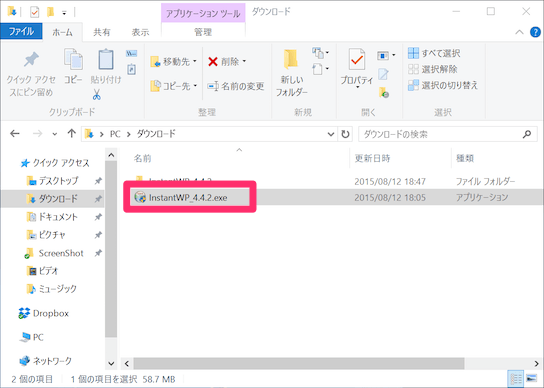 アプリケーション ツール
ダウンロード
ファイル
ホーム
共有
表示
管理
クイック アクセス
にピン留め
コピー
貼り付け
移動先
コピー先
削除
名前の変更
新しい
フォルダー
プロパティ
すべて選択
選択解除
選択の切り替え
クリップボード
整理
新規
開く
選択
PC
ダウンロード
ダウンロードの検索
名前
更新日時
種類
クイック アクセス
デスクトップ
ダウンロード
ドキュメント
ピクチャ
ScreenShot
ビデオ
ミュージック
Dropbox
PC
ネットワーク
InstantWP_4.4.2
2015/08/12 18:47
ファイル フォルダー
InstantWP_4.4.2.exe
2015/08/12 18:05
アプリケーション
2 個の項目
1 個の項目を選択 58.7 MB